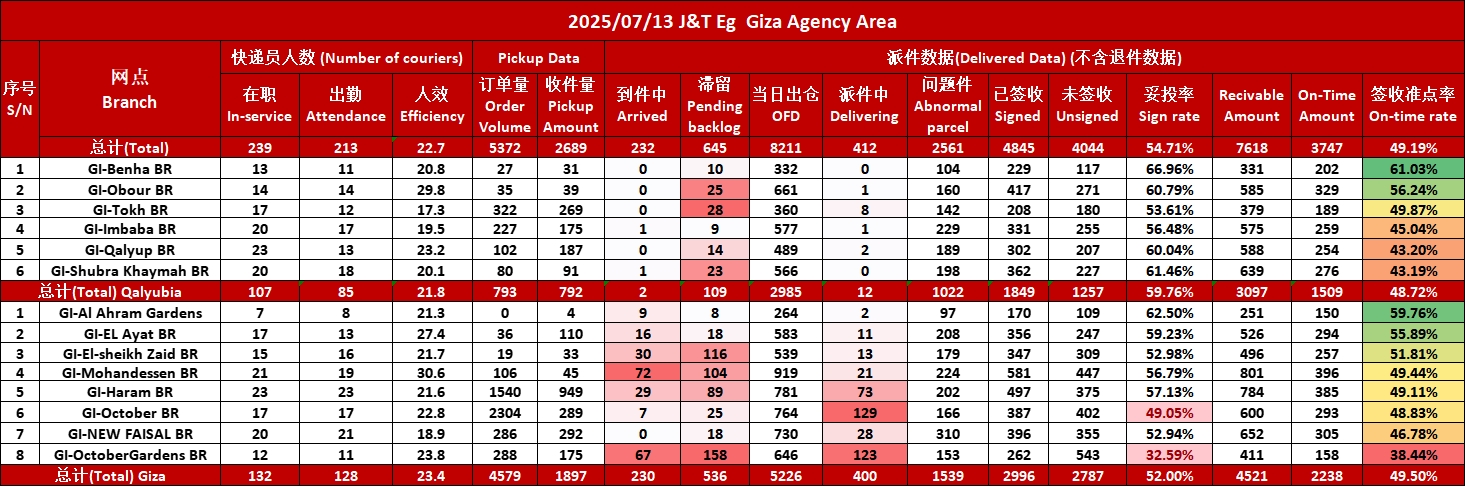 2025/07/13 J&T Eg Giza Agency Area
序号 S/N 网点 Branch 快递员人数 (Number of couriers) Pickup Data 派件数据(Delivered Data) (不含退件数据)
在职 In-service 出勤 Attendance 人效 Efficiency 订单量 Order Volume 收件量 Pickup Amount 到件中 Arrived 滞留 Pending backlog 当日出仓 OFD 派件中 Delivering 问题件 Abnormal parcel 已签收 Signed 未签收 Unsigned 妥投率 Sign rate Recivable Amount On-Time Amount 签收准点率 On-time rate
总计(Total) 239 213 22.7 5372 2689 232 645 8211 412 2561 4845 4044 54.71% 7618 3747 49.19%
1 GI-Benha BR 13 11 20.8 27 31 0 10 332 0 104 229 117 66.96% 331 202 61.03%
2 GI-Obour BR 14 14 29.8 35 39 0 25 661 1 160 417 271 60.79% 585 329 56.24%
3 GI-Tokh BR 17 12 17.3 322 269 0 28 360 8 142 208 180 53.61% 379 189 49.87%
4 GI-Imbaba BR 20 17 19.5 227 175 1 9 577 1 229 331 255 56.48% 575 259 45.04%
5 GI-Qalyup BR 23 13 23.2 102 187 0 14 489 2 189 302 207 60.04% 588 254 43.20%
6 GI-Shubra Khaymah BR 20 18 20.1 80 91 1 23 566 0 198 362 227 61.46% 639 276 43.19%
总计(Total) Qalyubia 107 85 21.8 793 792 2 109 2985 12 1022 1849 1257 59.76% 3097 1509 48.72%
1 GI-Al Ahram Gardens 7 8 21.3 0 4 9 8 264 2 97 170 109 62.50% 251 150 59.76%
2 GI-EL Ayat BR 17 13 27.4 36 110 16 18 583 11 208 356 247 59.23% 526 294 55.89%
3 GI-El-sheikh Zaid BR 15 16 21.7 19 33 30 116 539 13 179 347 309 52.98% 496 257 51.81%
4 GI-Mohandessen BR 21 19 30.6 106 45 72 104 919 21 224 581 447 56.79% 801 396 49.44%
5 GI-Haram BR 23 23 21.6 1540 949 29 89 781 73 202 497 375 57.13% 784 385 49.11%
6 GI-October BR 17 17 22.8 2304 289 7 25 764 129 166 387 402 49.05% 600 293 48.83%
7 GI-NEW FAISAL BR 20 21 18.9 286 292 0 18 730 28 310 396 355 52.94% 652 305 46.78%
8 GI-OctoberGardens BR 12 11 23.8 288 175 67 158 646 123 153 262 543 32.59% 411 158 38.44%
总计(Total) Giza 132 128 23.4 4579 1897 230 536 5226 400 1539 2996 2787 52.00% 4521 2238 49.50%